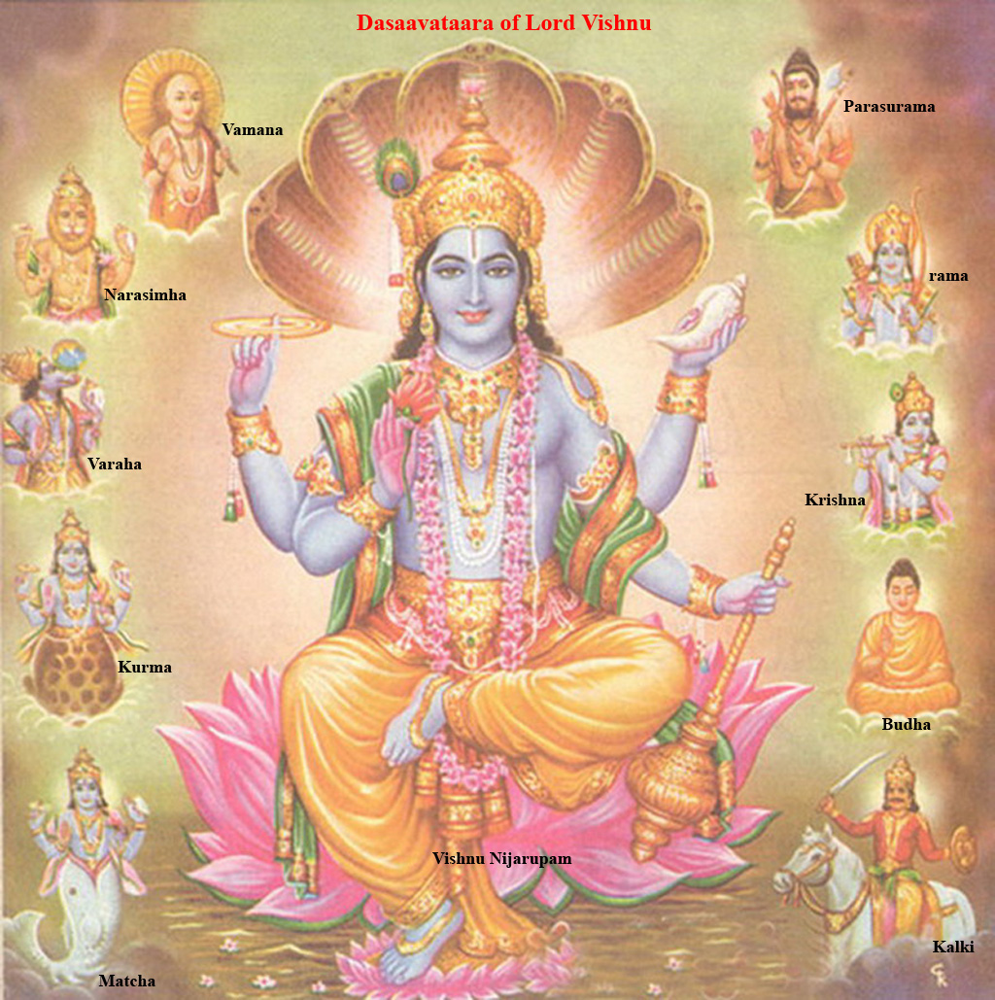 Dasaavataara of Lord Vishnu
Vamana
Parasurama
Narasimha
rama
Varaha
Krishna
Kurma
Budha
Vishnu Nijarupam
Kalki
Matcha